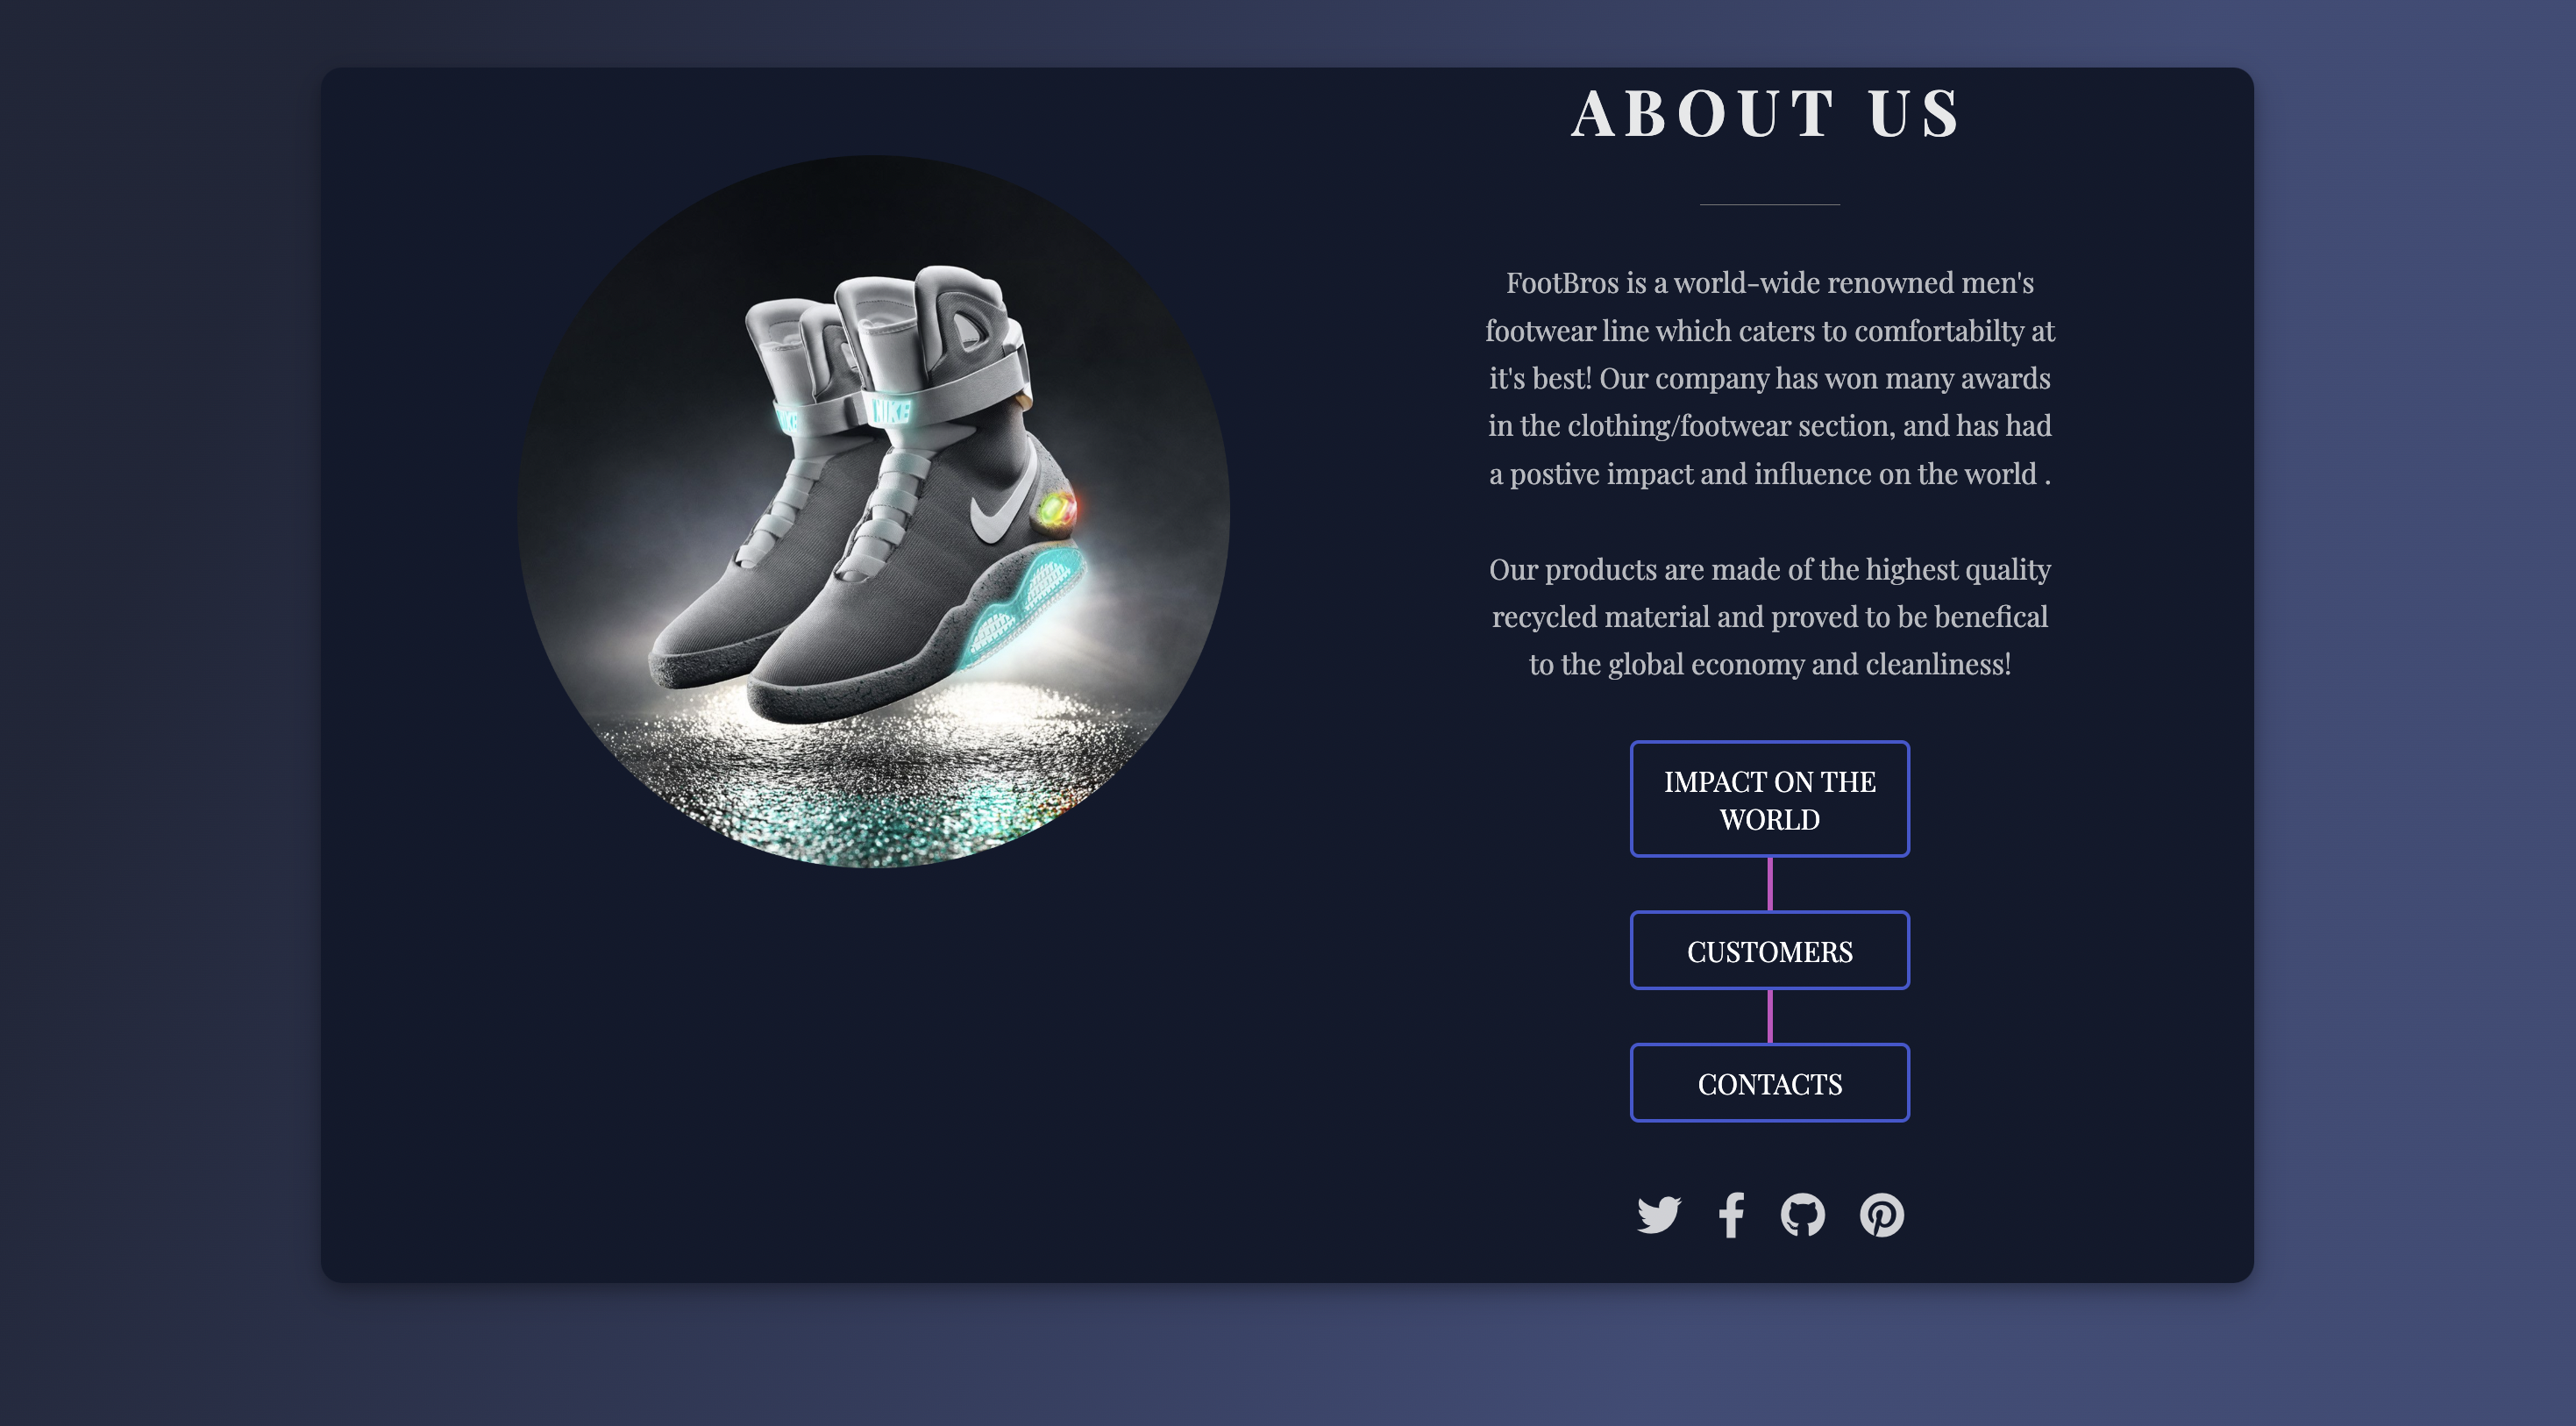 ABOUT US
FootBros is a world-wide renowned men's
footwear line which caters to comfortabilty at
it's best! Our company has won many awards
in the clothing/footwear section, and has had
a postive impact and influence on the world .
Our products are made of the highest quality
recycled material and proved to be benefical
to the global economy and cleanliness!
NIKE
IMPACT ON THE
WORLD
CUSTOMERS
CONTACTS